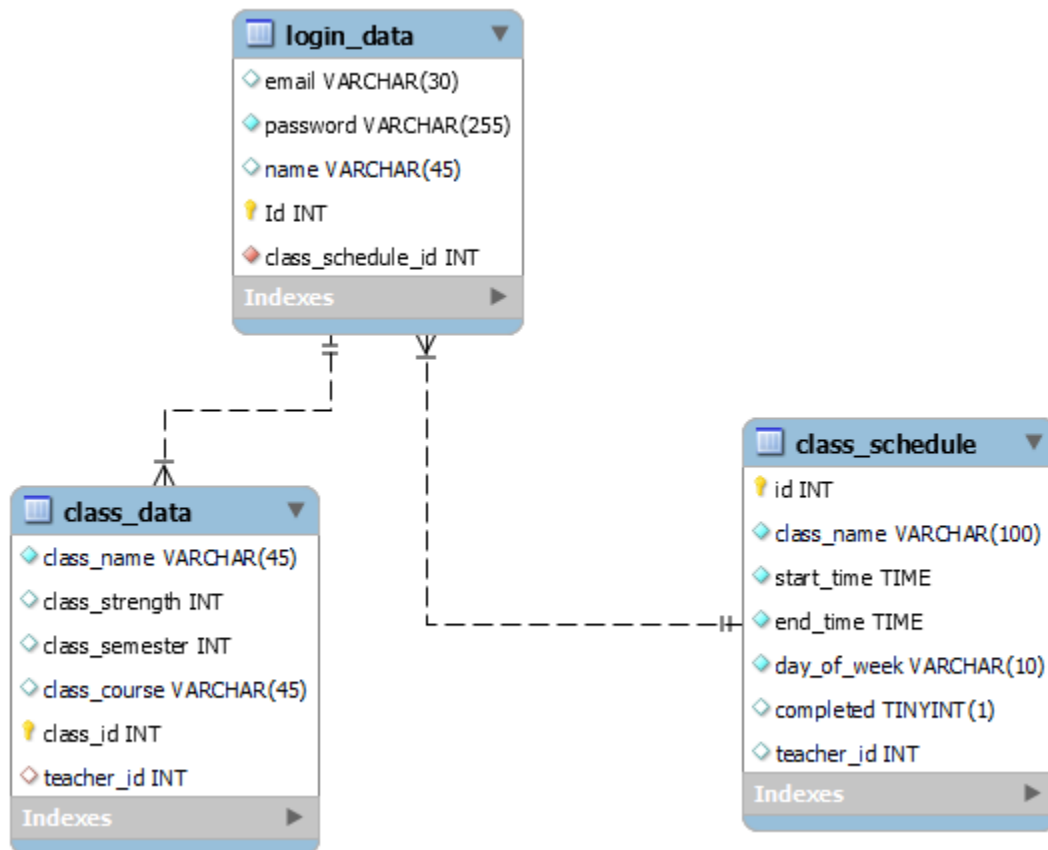 login_data
email VARCHAR(30)
password VARCHAR(255)
name VARCHAR(45)
Id INT
class_schedule_id INT
Indexes
class_data
class_name VARCHAR(45)
class_strength INT
class_semester INT
class_course VARCHAR(45)
class_id INT
teacher_id INT
Indexes
class_schedule
id INT
class_name VARCHAR(100)
start_time TIME
end_time TIME
day_of_week VARCHAR(10)
completed TINYINT(1)
teacher_id INT
Indexes